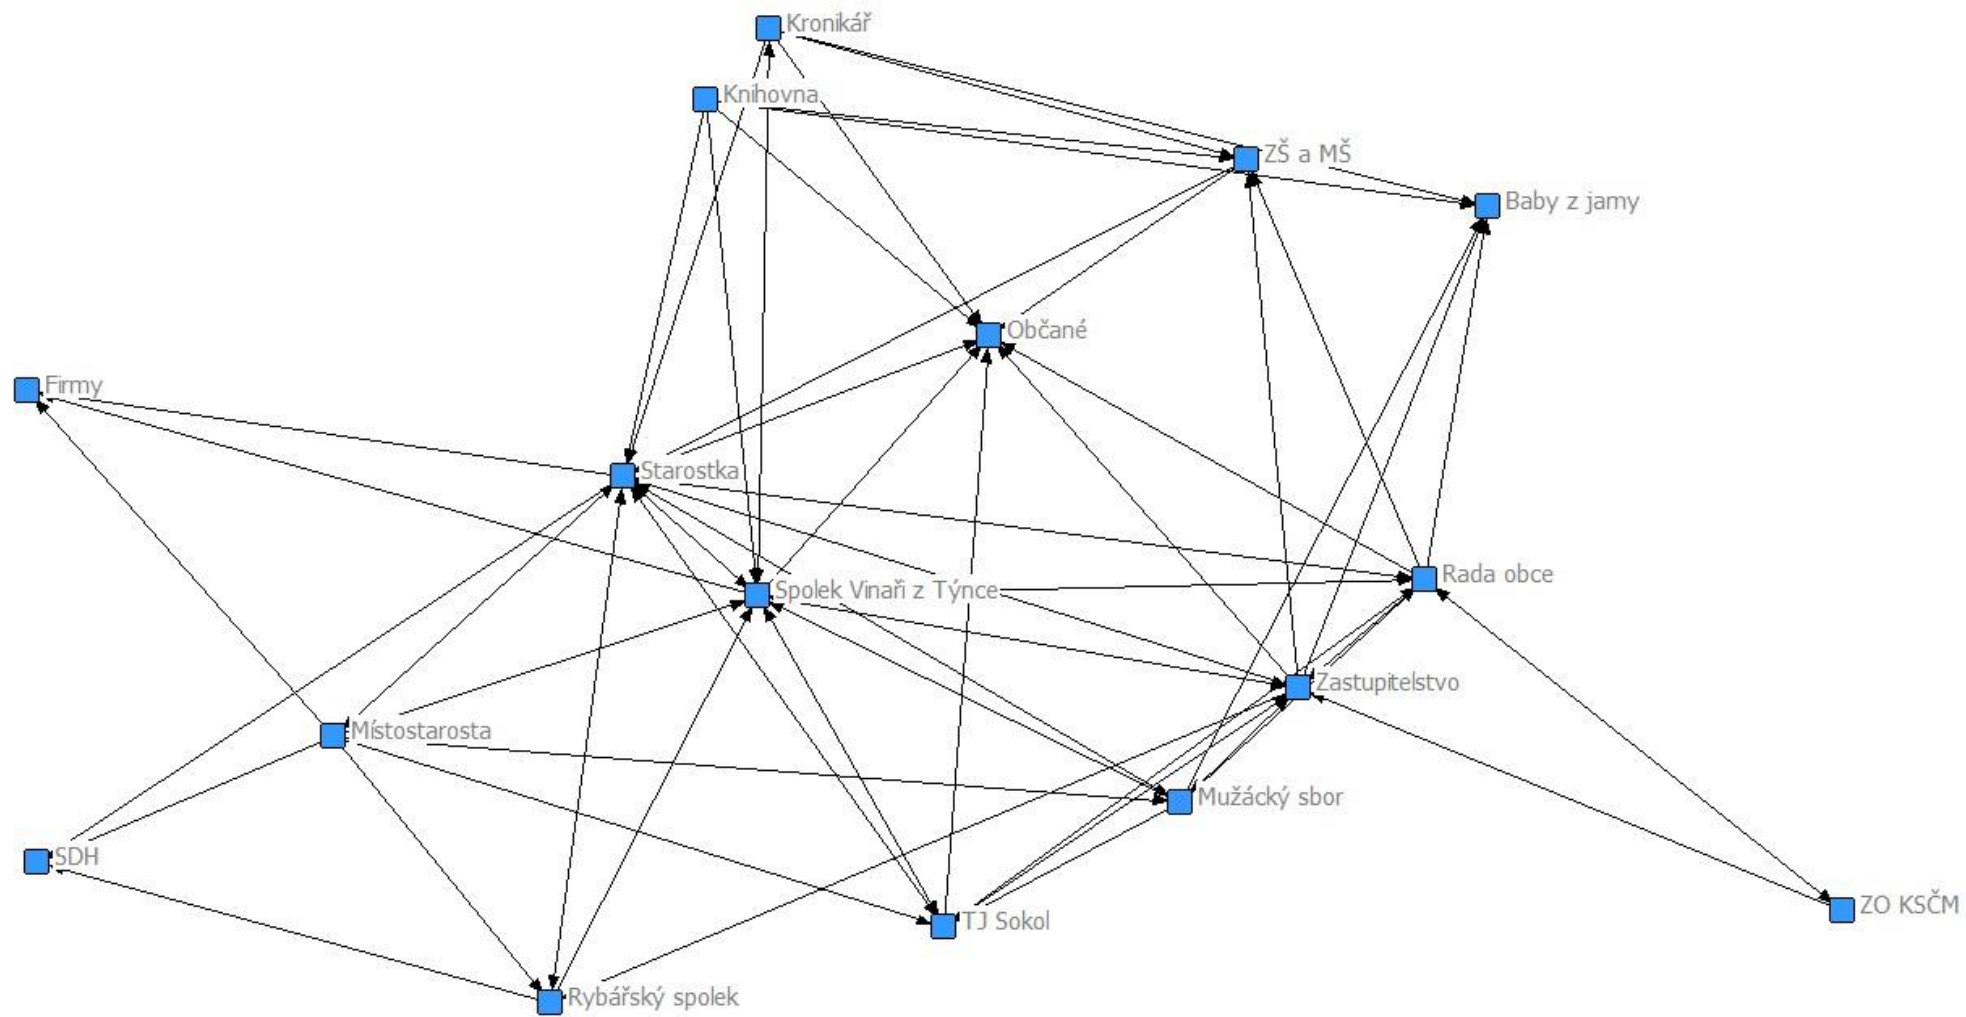 Kronikář
Knihovna
ZŠ a MŠ
Baby z jamy
Občané
Firmy
Starostka
Rada obce
Spolek Vinaři z Týnce
Zastupitelstvo
Místostarosta
Mužácký sbor
SDH
TJ Sokol
ZO KSČM
Rybářský spolek